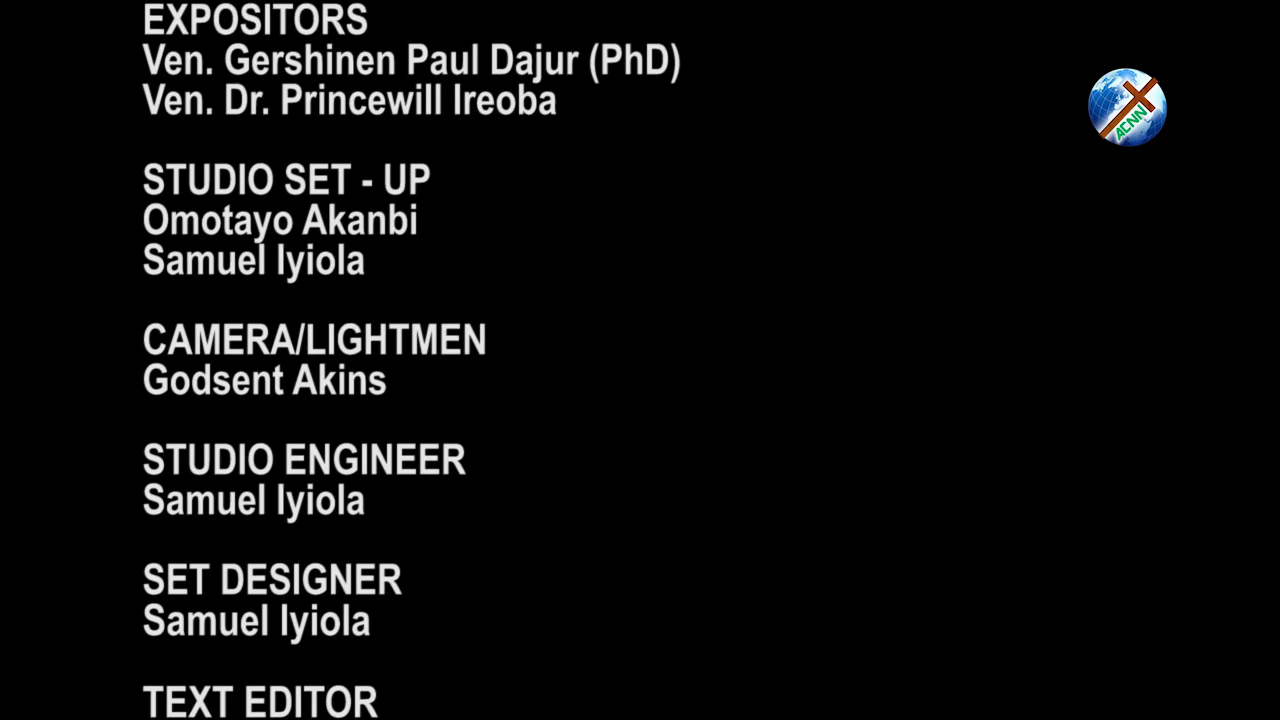 EXPOSITORS
Ven. Gershinen Paul Dajur (PhD)
Ven. Dr. Princewill Ireoba
STUDIO SET - UP
Omotayo Akanbi
Samuel Iyiola
CAMERA/LIGHTMEN
Godsent Akins
STUDIO ENGINEER
Samuel Iyiola
SET DESIGNER
Samuel Iyiola
TEXT EDITOR
ACNN